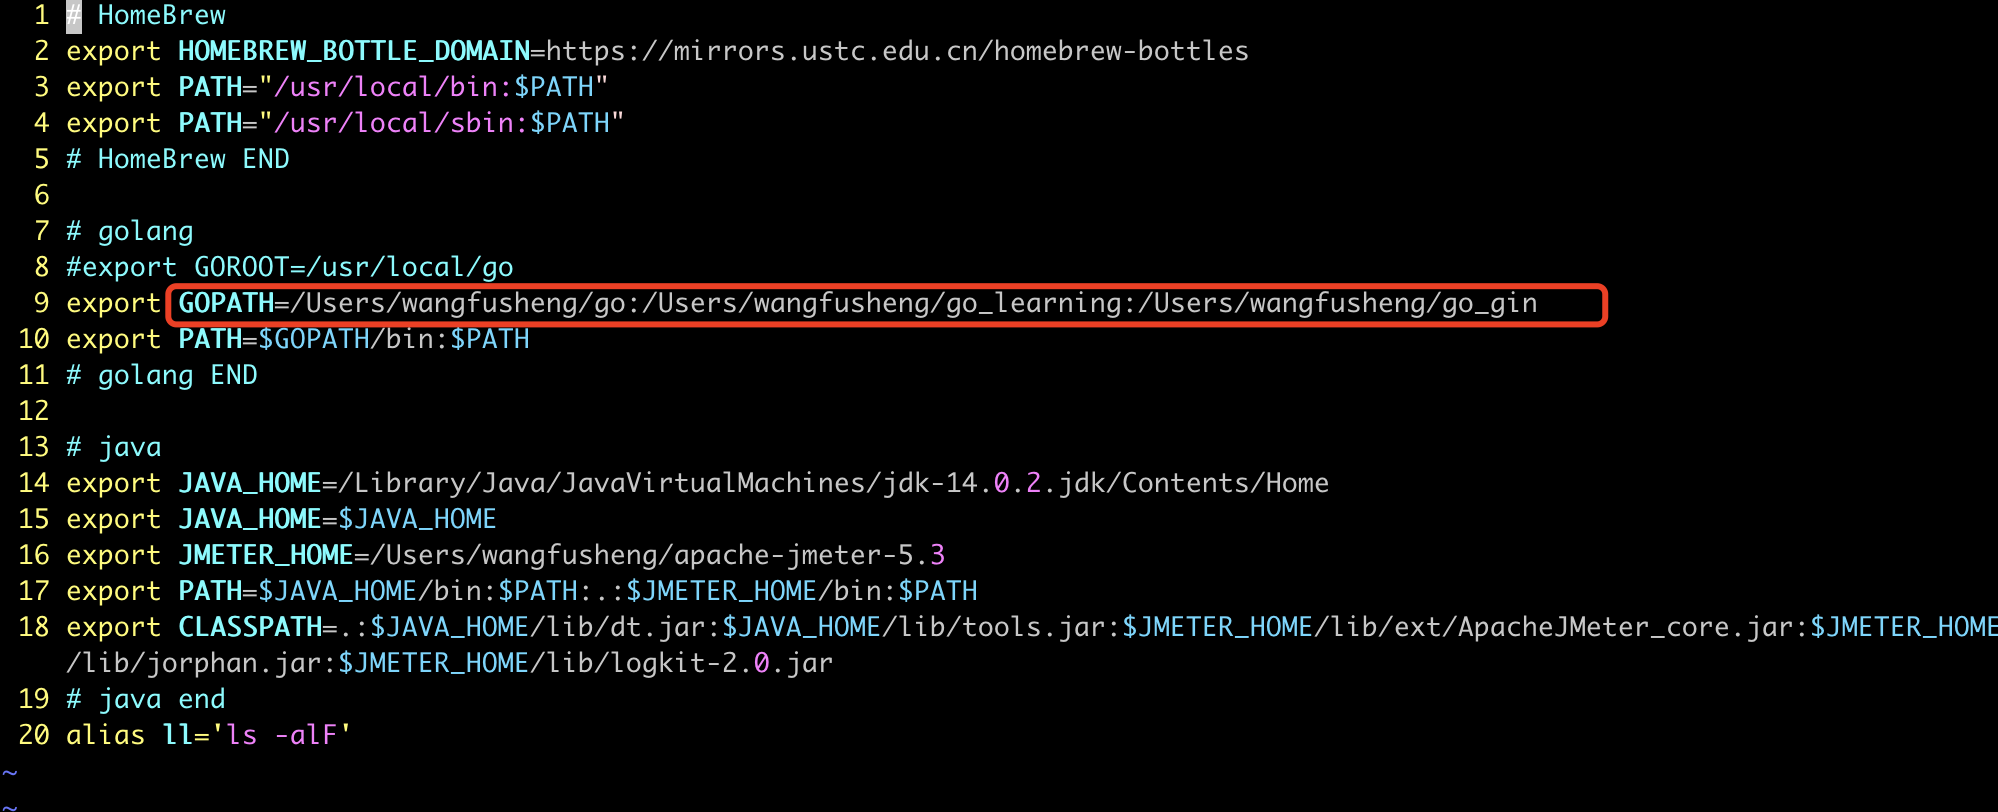 1 # HomeBrew
2 export HOMEBREW_BOTTLE_DOMAIN=https://mirrors.ustc.edu.cn/homebrew-bottles
3 export PATH="/usr/local/bin:$PATH"
4 export PATH="/usr/local/sbin:$PATH"
5 # HomeBrew END
6
7 # golang
8 #export GOROOT=/usr/local/go
9 export GOPATH=/Users/wangfusheng/go:/Users/wangfusheng/go_learning:/Users/wangfusheng/go_gin
10 export PATH=$GOPATH/bin:$PATH
11 # golang END
12
13 # java
14 export JAVA_HOME=/Library/Java/JavaVirtualMachines/jdk-14.0.2.jdk/Contents/Home
15 export JAVA_HOME=$JAVA_HOME
16 export JMETER_HOME=/Users/wangfusheng/apache-jmeter-5.3
17 export PATH=$JAVA_HOME/bin:$PATH:.:$JMETER_HOME/bin:$PATH
18 export CLASSPATH=.:$JAVA_HOME/lib/dt.jar:$JAVA_HOME/lib/tools.jar:$JMETER_HOME/lib/ext/ApacheJMeter_core.jar:$JMETER_HOME
/lib/jorphan.jar:$JMETER_HOME/lib/logkit-2.0.jar
19 # java end
20 alias ll='ls -alF'
~
~